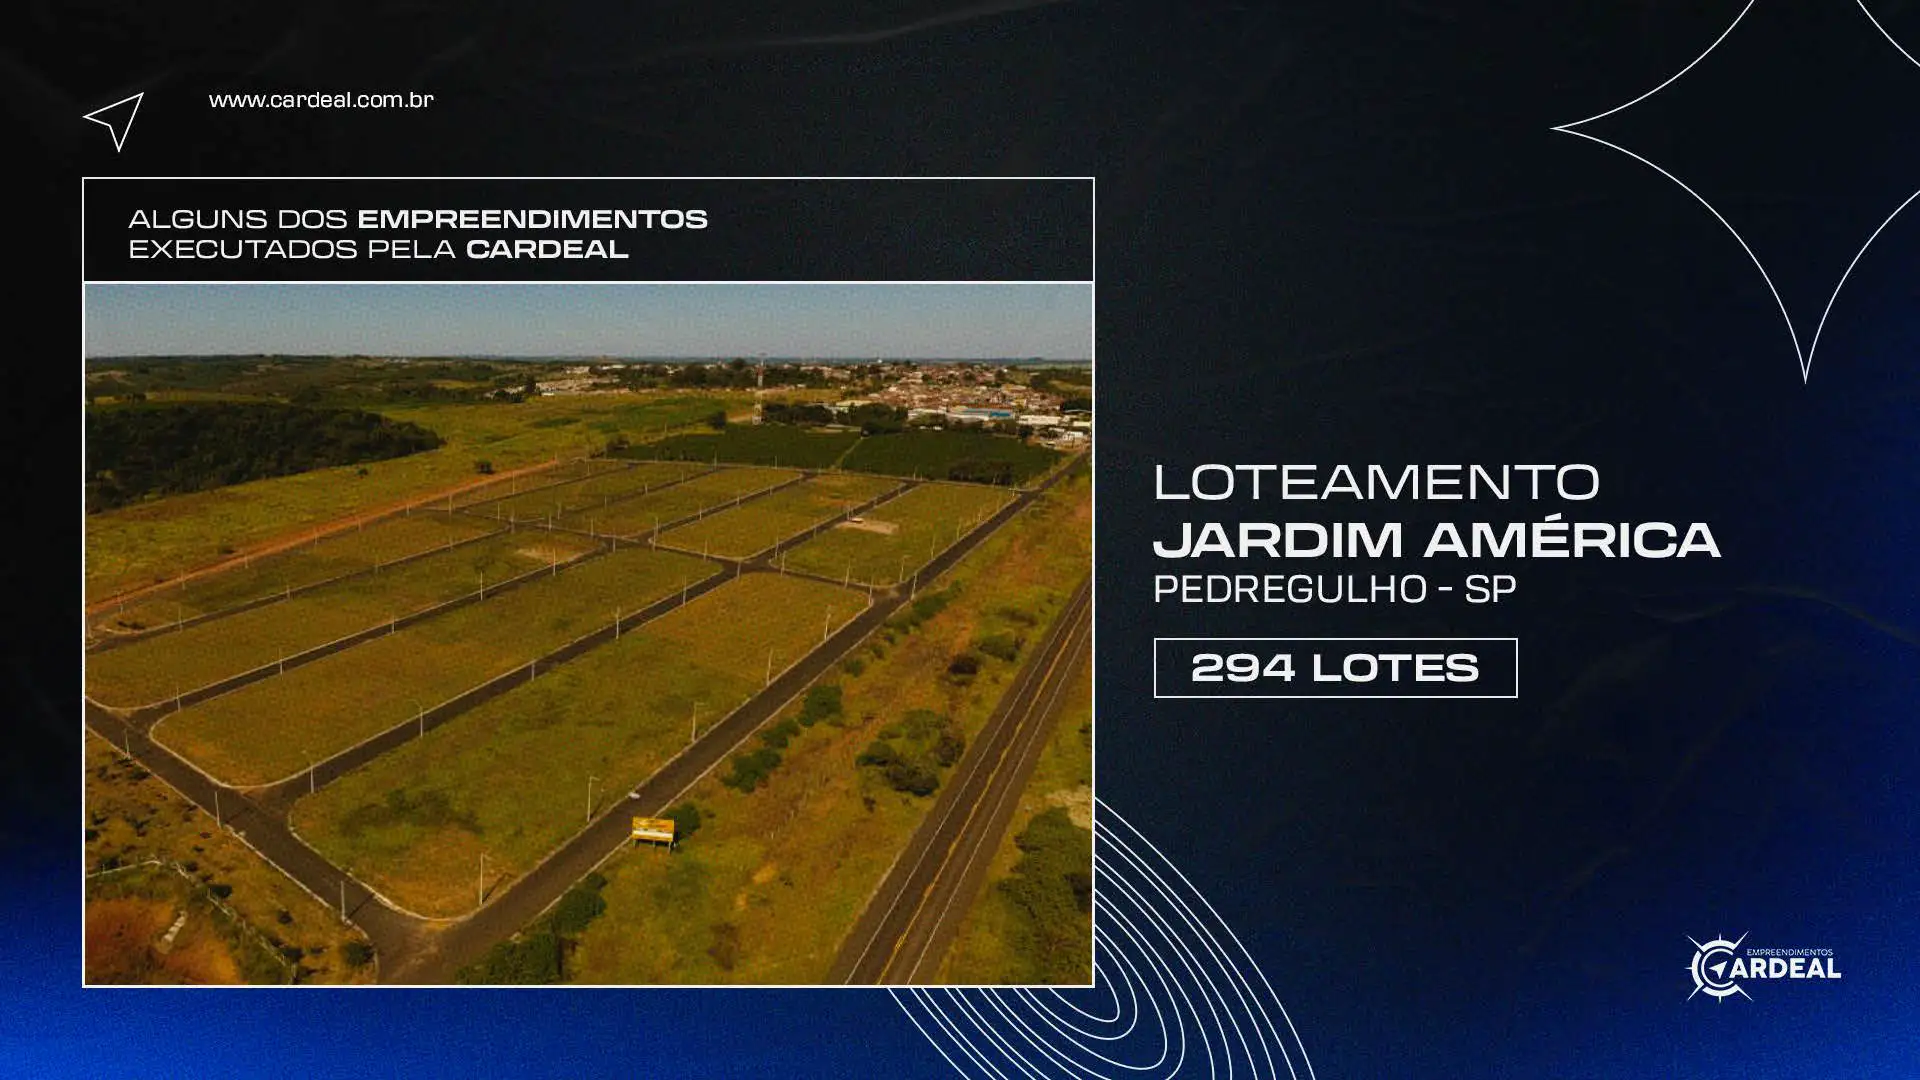 www.cardeal.com.br
ALGUNS DOS EMPREENDIMENTOS
EXECUTADOS PELA CARDEAL
LOTEAMENTO
JARDIM AMÉRICA
PEDREGULHO - SP
294 LOTES
EMPREENDIMENTOS
CARDEAL